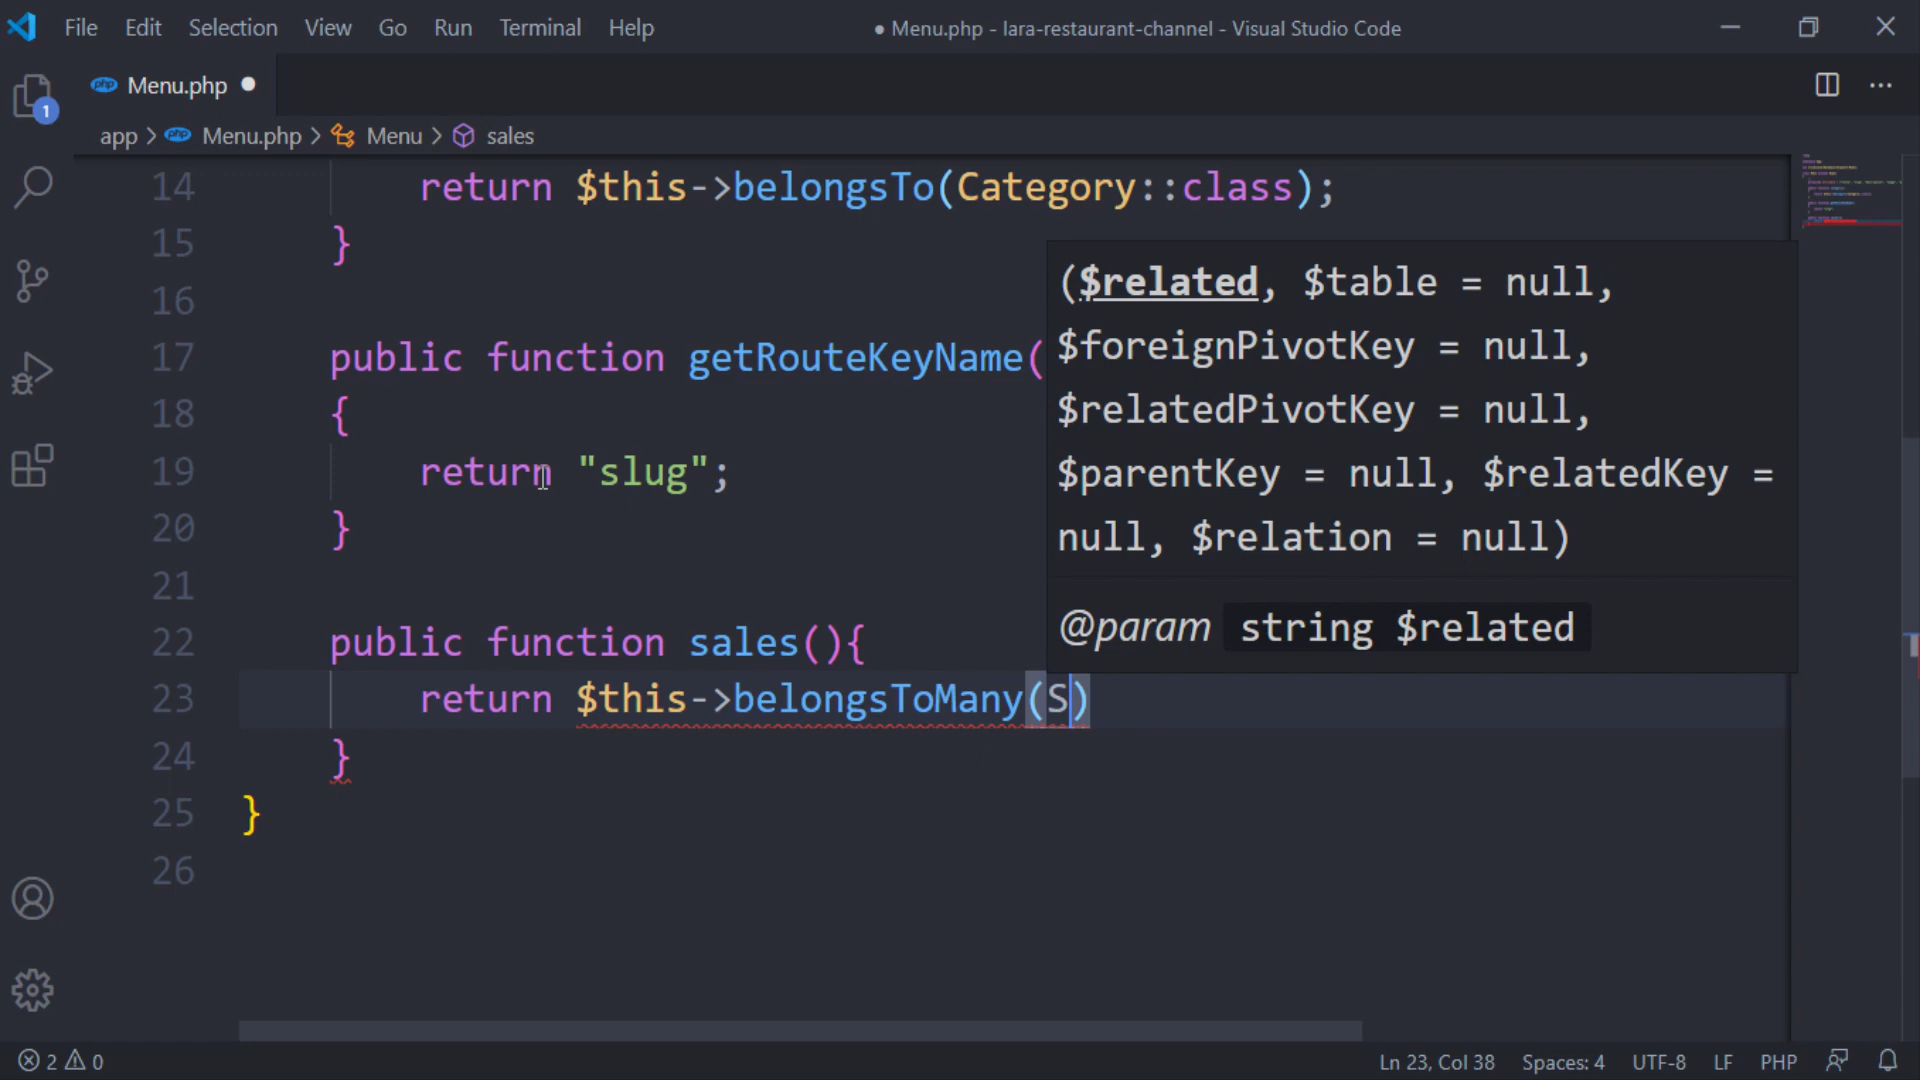 File Edit Selection View Go Run Terminal Help ● Menu.php - lara-restaurant-channel - Visual Studio Code
php Menu.php ●
1
app > php Menu.php > Menu > sales
14 return $this->belongsTo(Category::class);
15 }
16
17 public function getRouteKeyName(
18 {
19 return "slug";
20 }
21
22 public function sales(){
23 return $this->belongsToMany(S)
24 }
25 }
26
($related, $table = null,
$foreignPivotKey = null,
$relatedPivotKey = null,
$parentKey = null, $relatedKey =
null, $relation = null)
@param string $related
2 0 Ln 23, Col 38 Spaces: 4 UTF-8 LF PHP